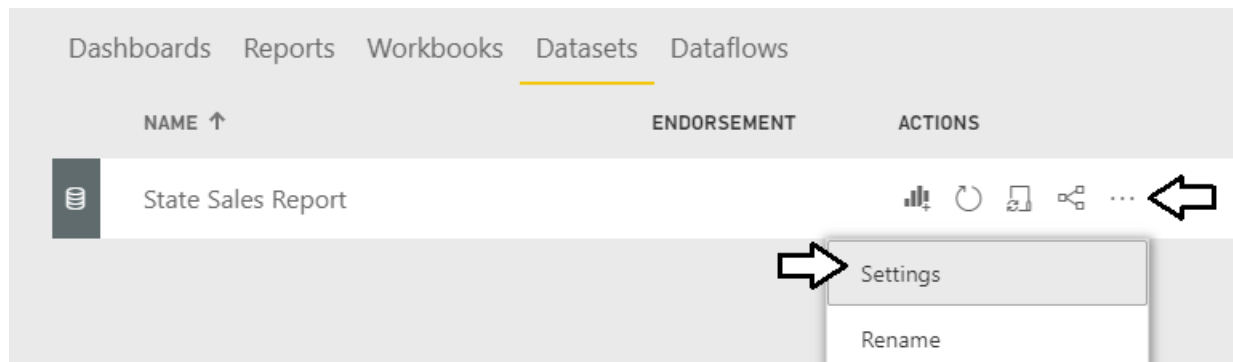 Dashboards Reports Workbooks Datasets Dataflows
NAME ↑ ENDORSEMENT ACTIONS
State Sales Report ...
Settings
Rename